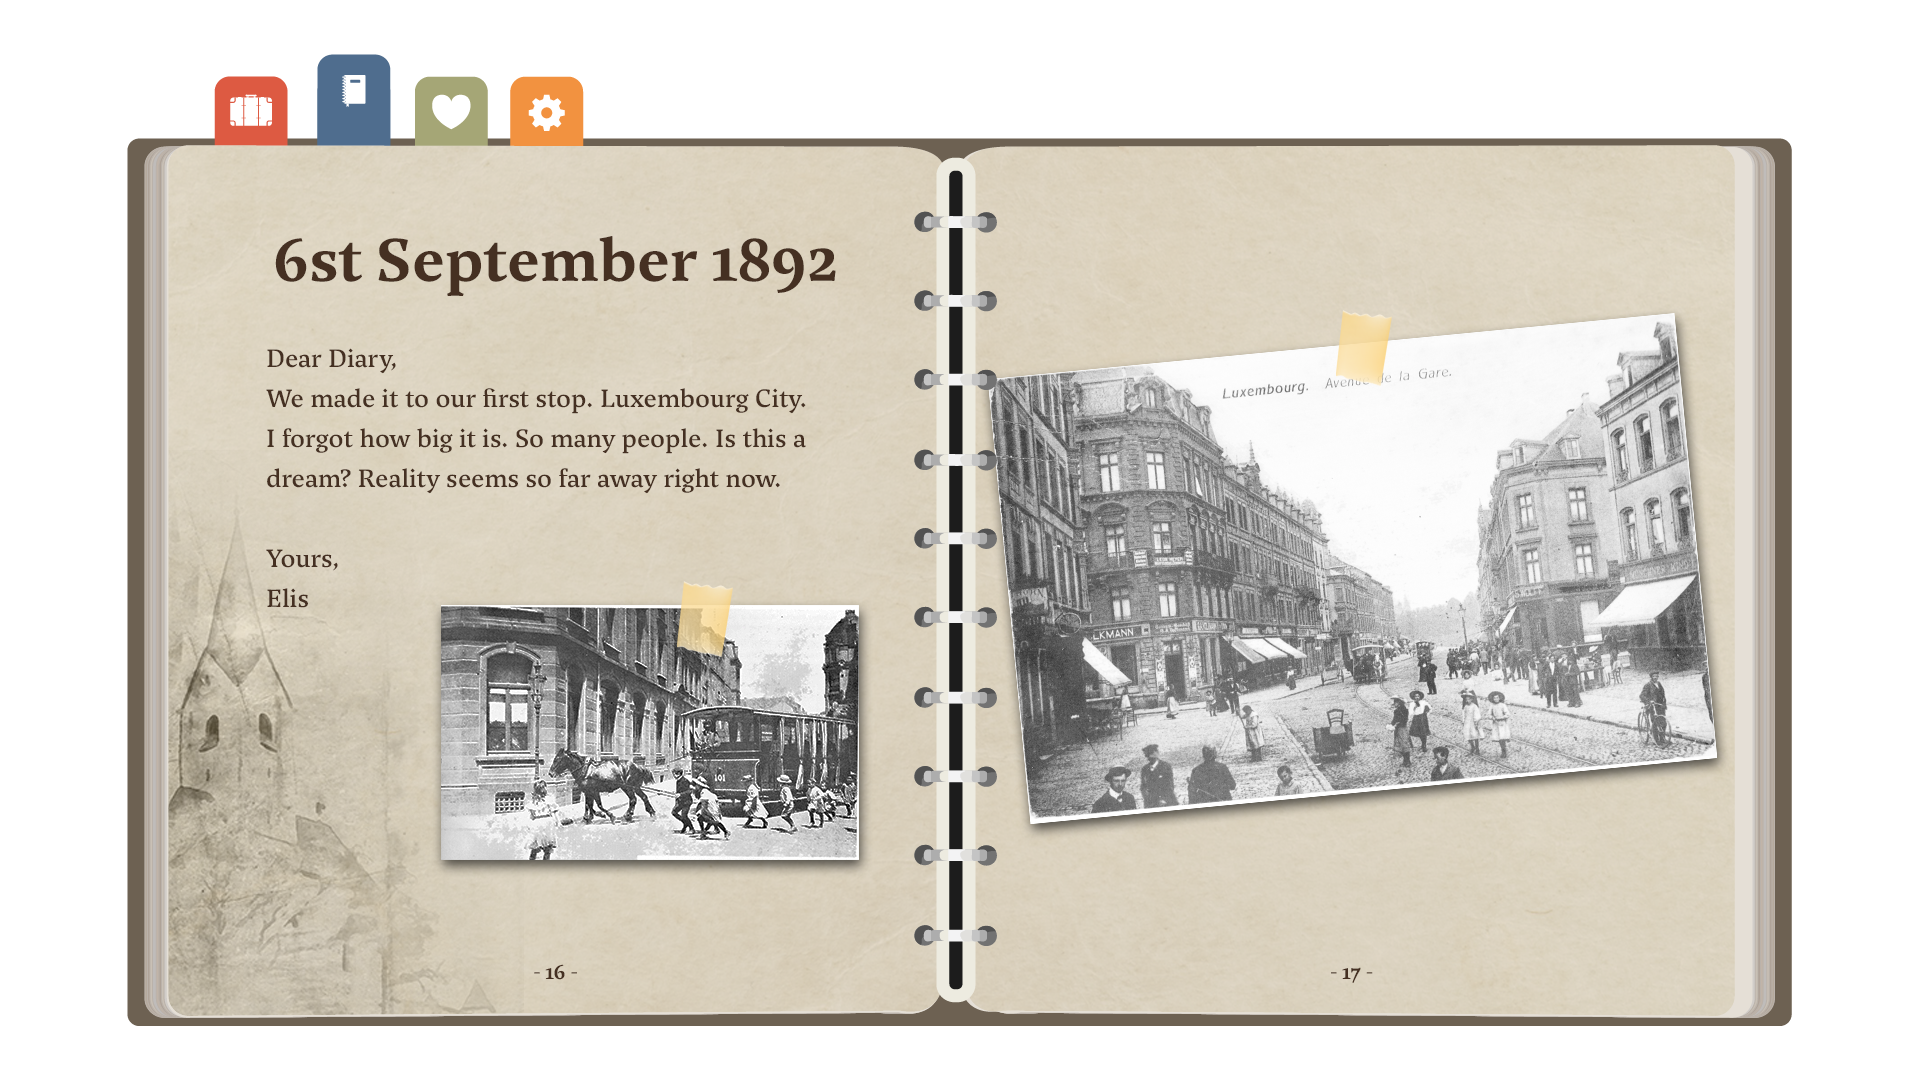 6st September 1892
Dear Diary,
We made it to our first stop. Luxembourg City.
I forgot how big it is. So many people. Is this a
dream? Reality seems so far away right now.
Yours,
Elis
101
- 16 -
Luxembourg. Avenue de la Gare.
LKMANN
- 17 -